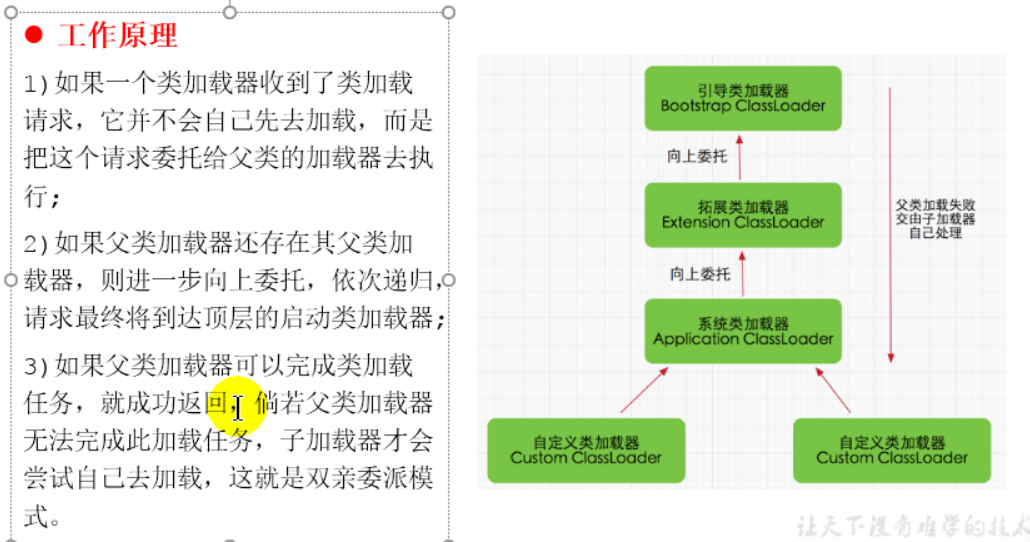 ● 工作原理
1)如果一个类加载器收到了类加载
请求，它并不会自己先去加载，而是
把这个请求委托给父类的加载器去执
行;
2)如果父类加载器还存在其父类加
载器，则进一步向上委托，依次递归，
请求最终将到达顶层的启动类加载器;
3)如果父类加载器可以完成类加载
任务，就成功返回，倘若父类加载器
无法完成此加载任务，子加载器才会
尝试自己去加载，这就是双亲委派模
式。
引导类加载器
Bootstrap ClassLoader
向上委托
拓展类加载器
Extension ClassLoader
父类加载失败
交由子加载器
自己处理
向上委托
系统类加载器
Application ClassLoader
自定义类加载器
Custom ClassLoader
自定义类加载器
Custom ClassLoader
让天下没有难学的技术